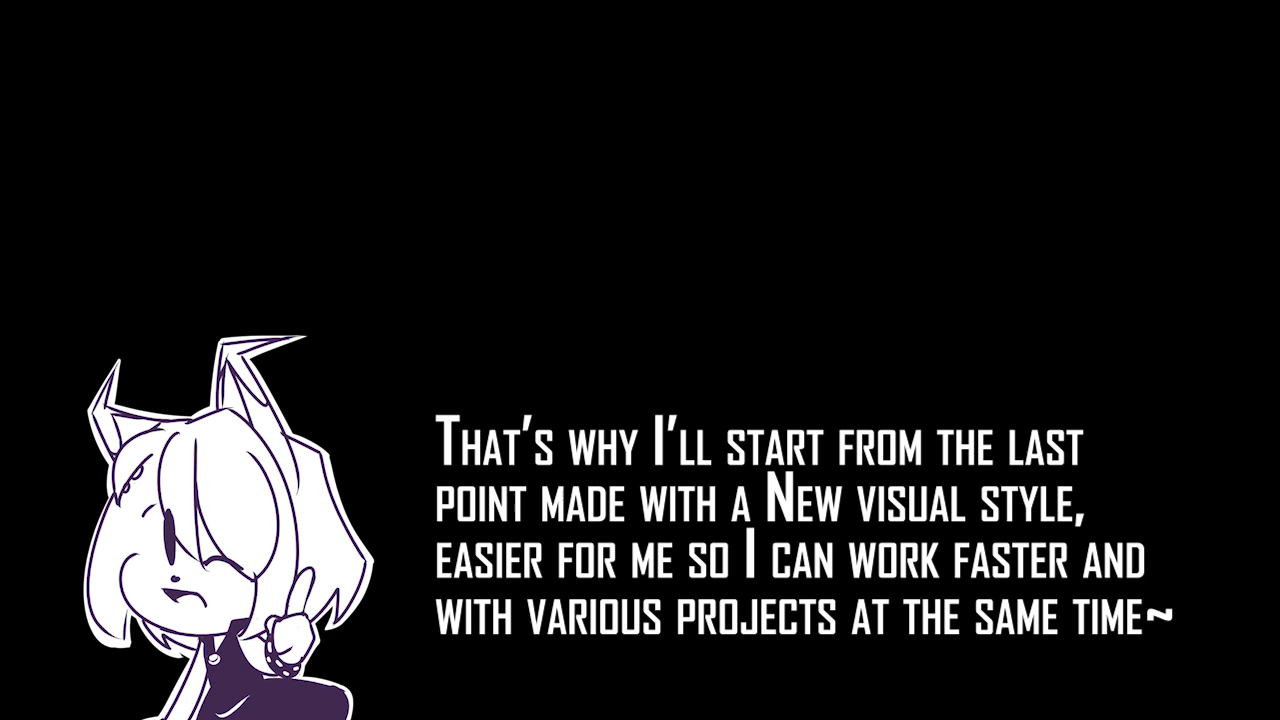 That's why I'll start from the last
point made with a New visual style,
easier for me so I can work faster and
with various projects at the same time~